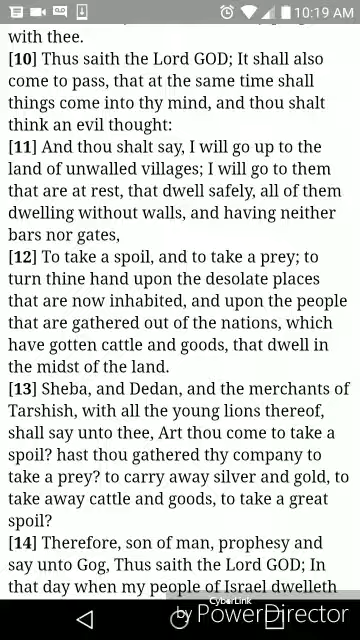 10:19 AM
with thee.
[10] Thus saith the Lord GOD; It shall also
come to pass, that at the same time shall
things come into thy mind, and thou shalt
think an evil thought:
[11] And thou shalt say, I will go up to the
land of unwalled villages; I will go to them
that are at rest, that dwell safely, all of them
dwelling without walls, and having neither
bars nor gates,
[12] To take a spoil, and to take a prey; to
turn thine hand upon the desolate places
that are now inhabited, and upon the people
that are gathered out of the nations, which
have gotten cattle and goods, that dwell in
the midst of the land.
[13] Sheba, and Dedan, and the merchants of
Tarshish, with all the young lions thereof,
shall say unto thee, Art thou come to take a
spoil? hast thou gathered thy company to
take a prey? to carry away silver and gold, to
take away cattle and goods, to take a great
spoil?
[14] Therefore, son of man, prophesy and
say unto Gog, Thus saith the Lord GOD; In
that day when my people of Israel dwelleth
CyberLink
by PowerDirector